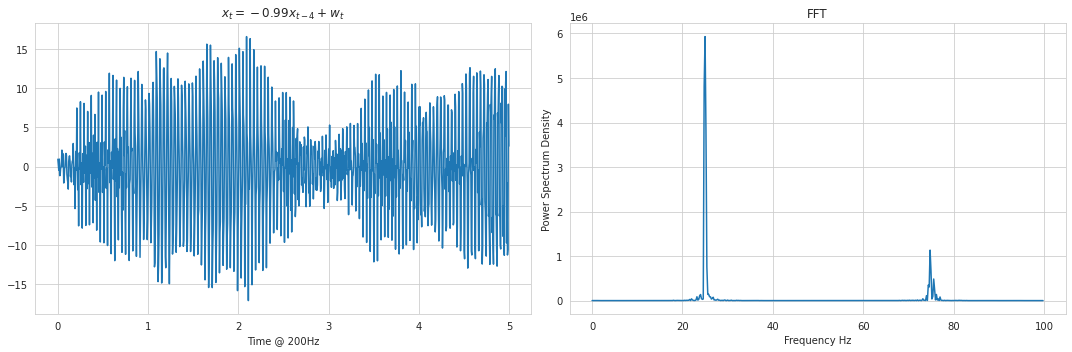 x_t = −0.99x_{t−4} + w_t
15
10
5
0
−5
−10
−15
0 1 2 3 4 5
Time @ 200Hz
FFT
1e6
6
5
4
3
2
1
0
Power Spectrum Density
0 20 40 60 80 100
Frequency Hz